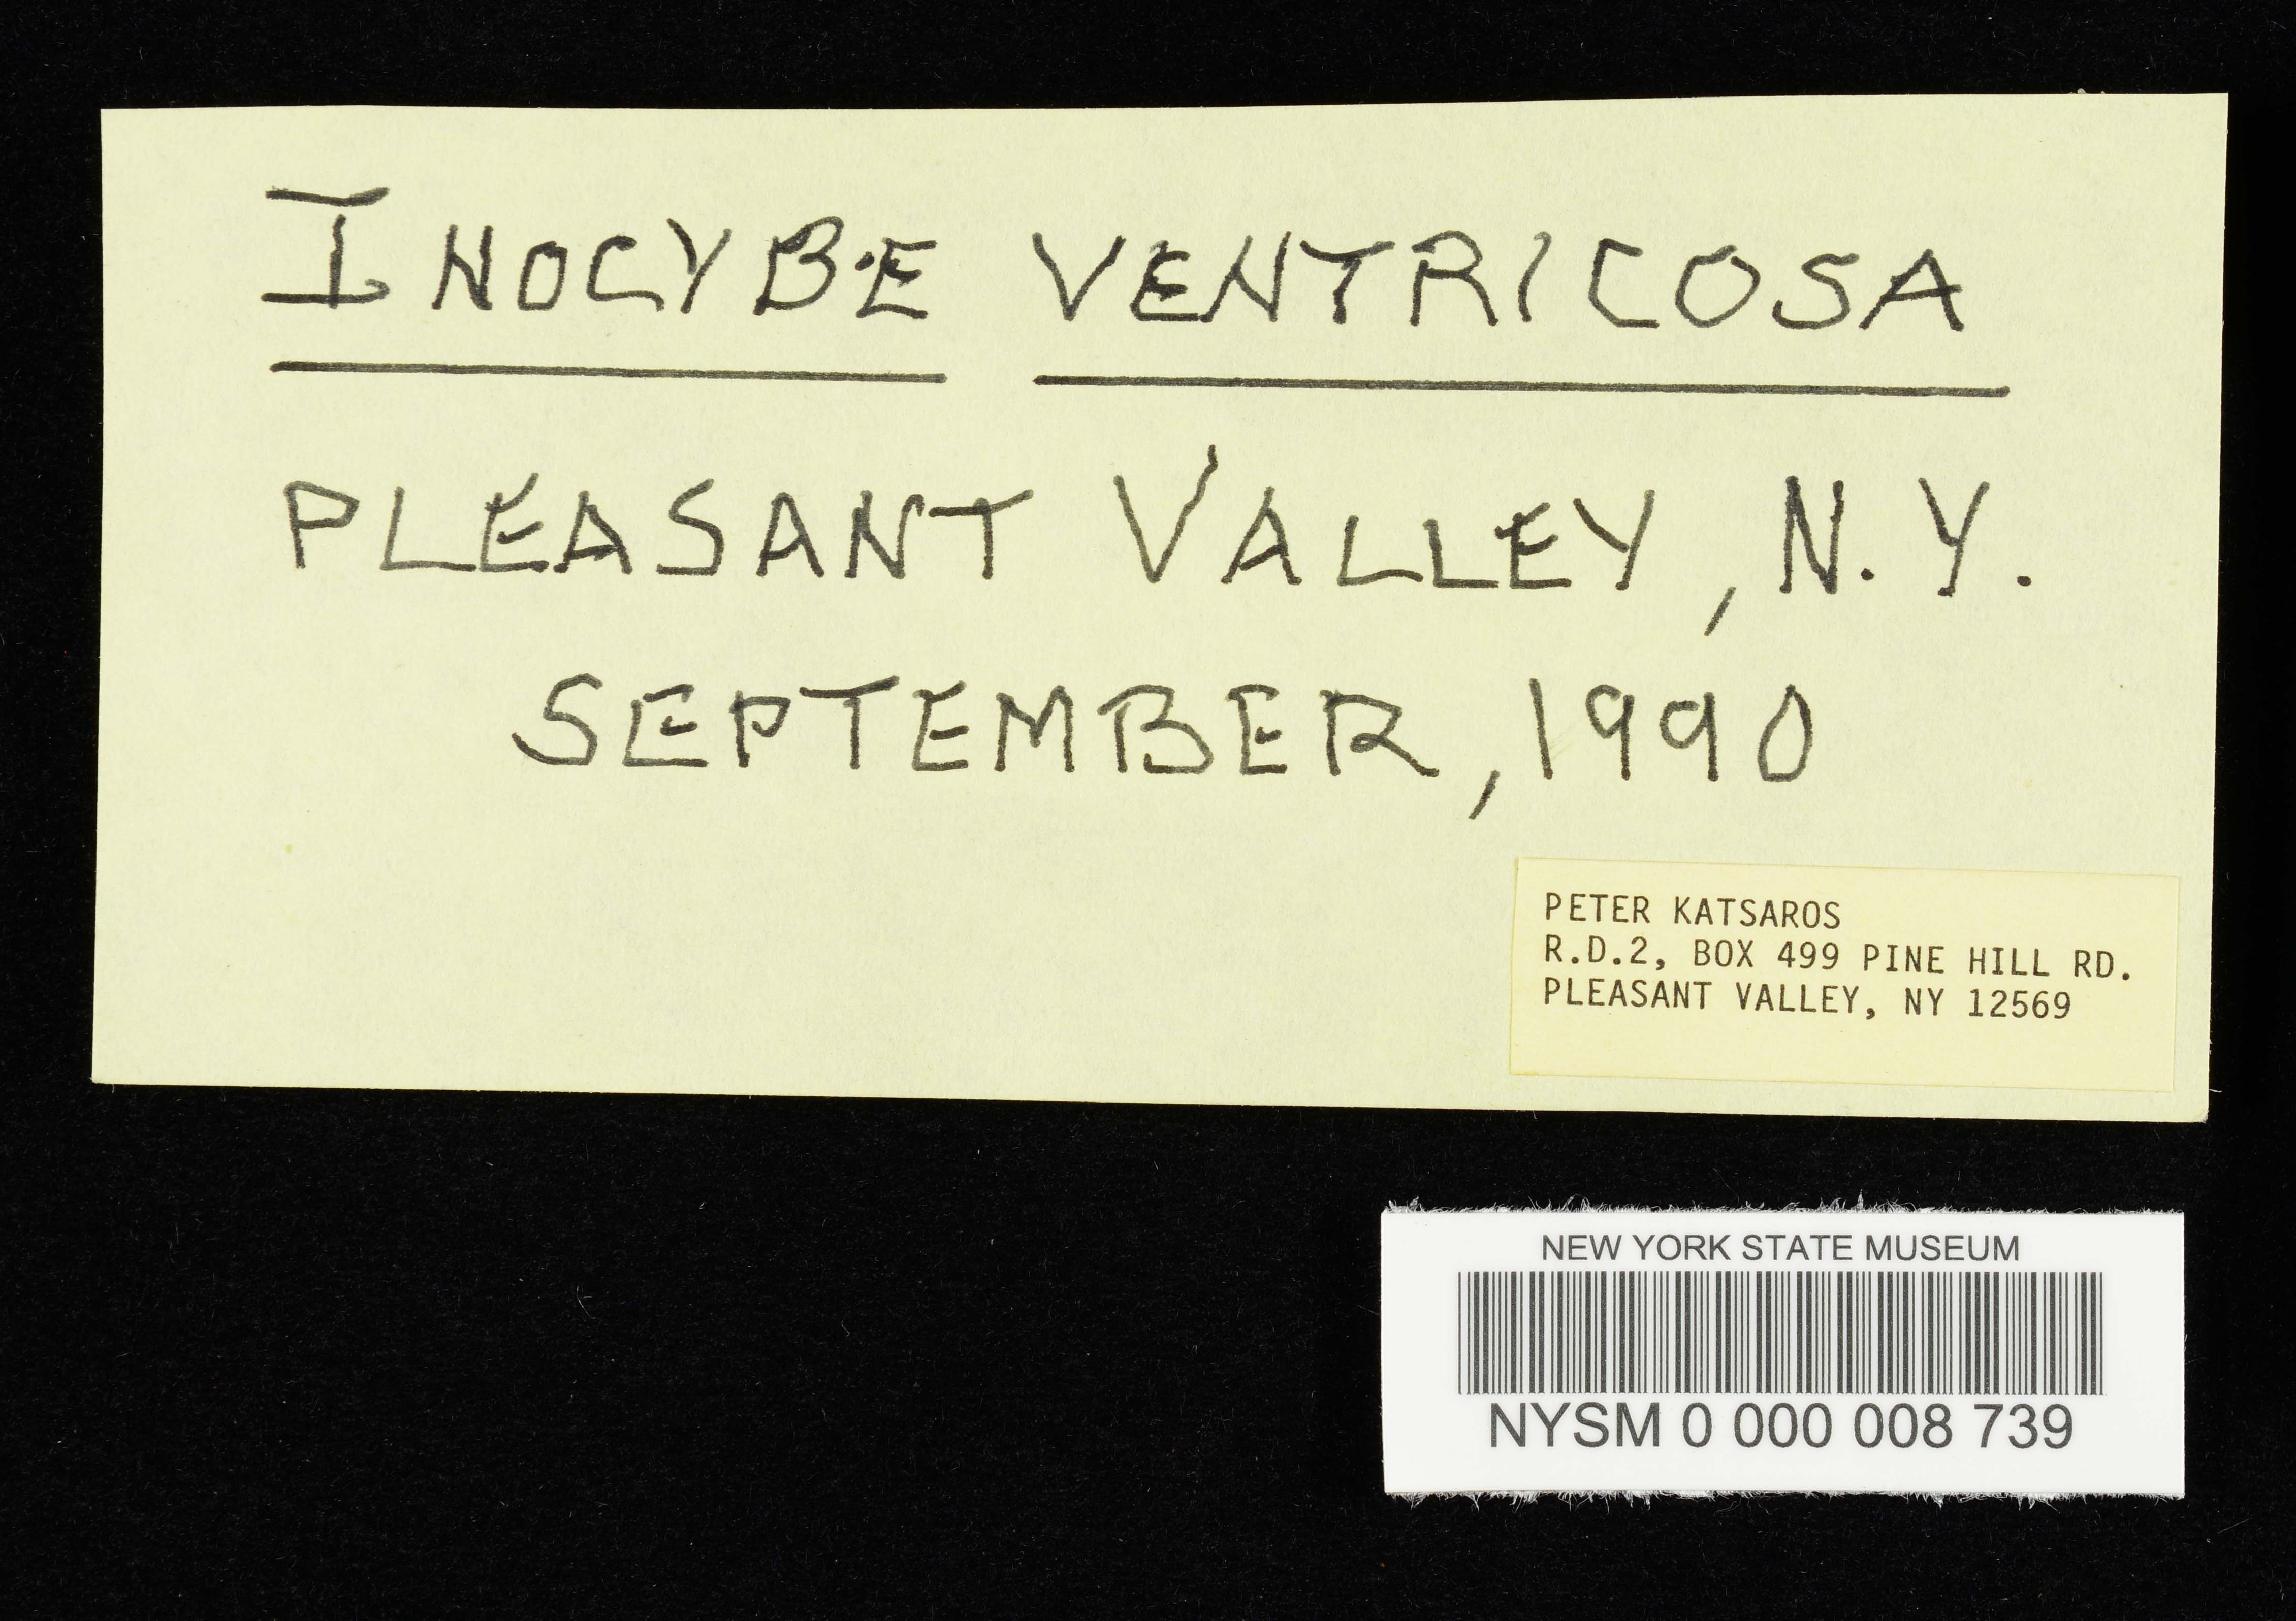 INOCYBE VENTRICOSA
PLEASANT VALLEY, N.Y.
SEPTEMBER, 1990
PETER KATSAROS
R.D.2, BOX 499 PINE HILL RD.
PLEASANT VALLEY, NY 12569
NEW YORK STATE MUSEUM
NYSM 0 000 008 739